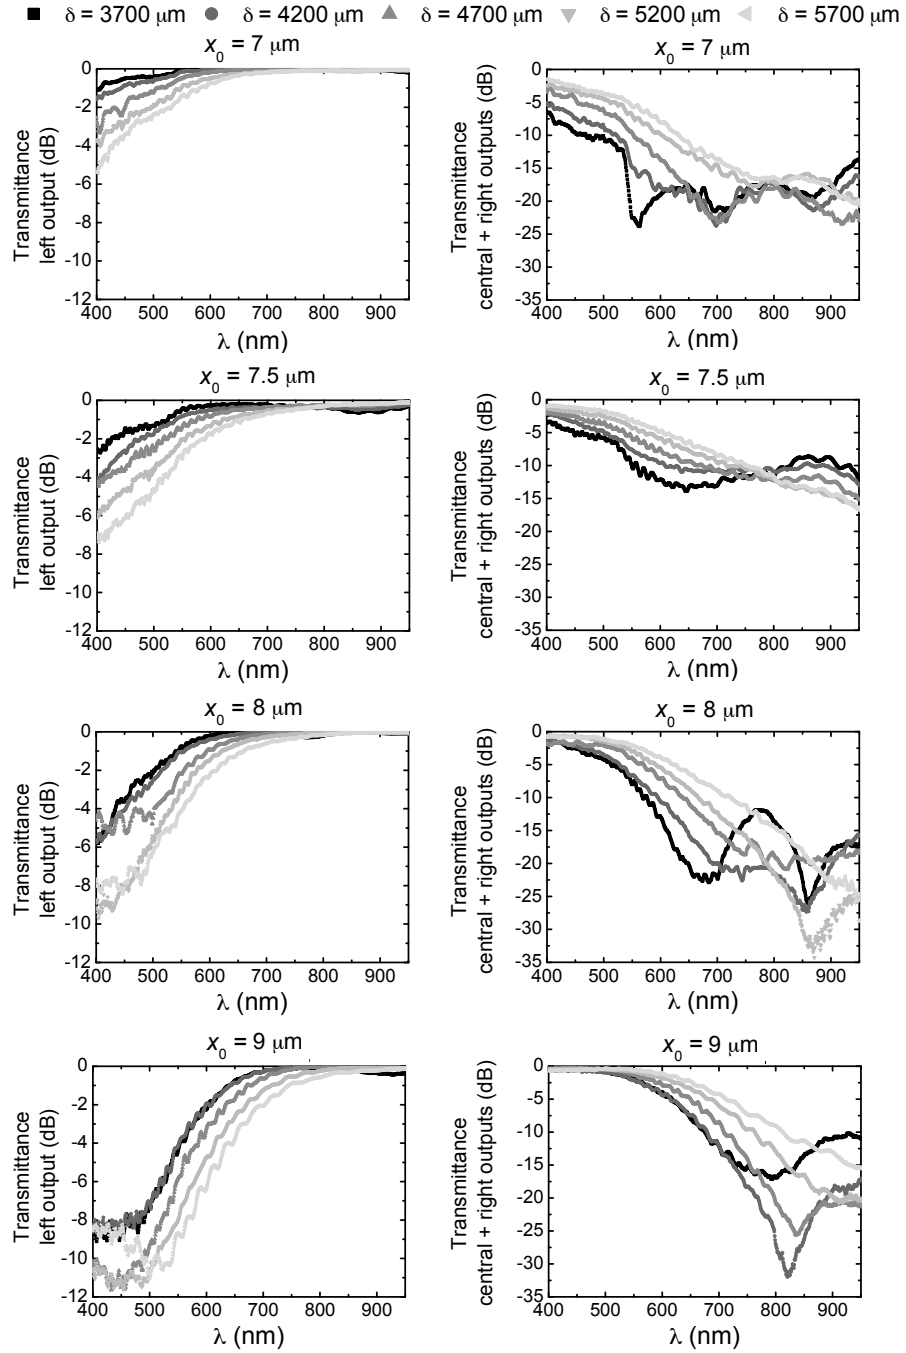 δ = 3700 μm δ = 4200 μm δ = 4700 μm δ = 5200 μm δ = 5700 μm
x0 = 7 μm
Transmittance
left output (dB)
0
-2
-4
-6
-8
-10
-12
400 500 600 700 800 900
λ (nm)
x0 = 7 μm
Transmittance
central + right outputs (dB)
0
-5
-10
-15
-20
-25
-30
-35
400 500 600 700 800 900
λ (nm)
x0 = 7.5 μm
Transmittance
left output (dB)
0
-2
-4
-6
-8
-10
-12
400 500 600 700 800 900
λ (nm)
x0 = 7.5 μm
Transmittance
central + right outputs (dB)
0
-5
-10
-15
-20
-25
-30
-35
400 500 600 700 800 900
λ (nm)
x0 = 8 μm
Transmittance
left output (dB)
0
-2
-4
-6
-8
-10
-12
400 500 600 700 800 900
λ (nm)
x0 = 8 μm
Transmittance
central + right outputs (dB)
0
-5
-10
-15
-20
-25
-30
-35
400 500 600 700 800 900
λ (nm)
x0 = 9 μm
Transmittance
left output (dB)
0
-2
-4
-6
-8
-10
-12
400 500 600 700 800 900
λ (nm)
x0 = 9 μm
Transmittance
central + right outputs (dB)
0
-5
-10
-15
-20
-25
-30
-35
400 500 600 700 800 900
λ (nm)